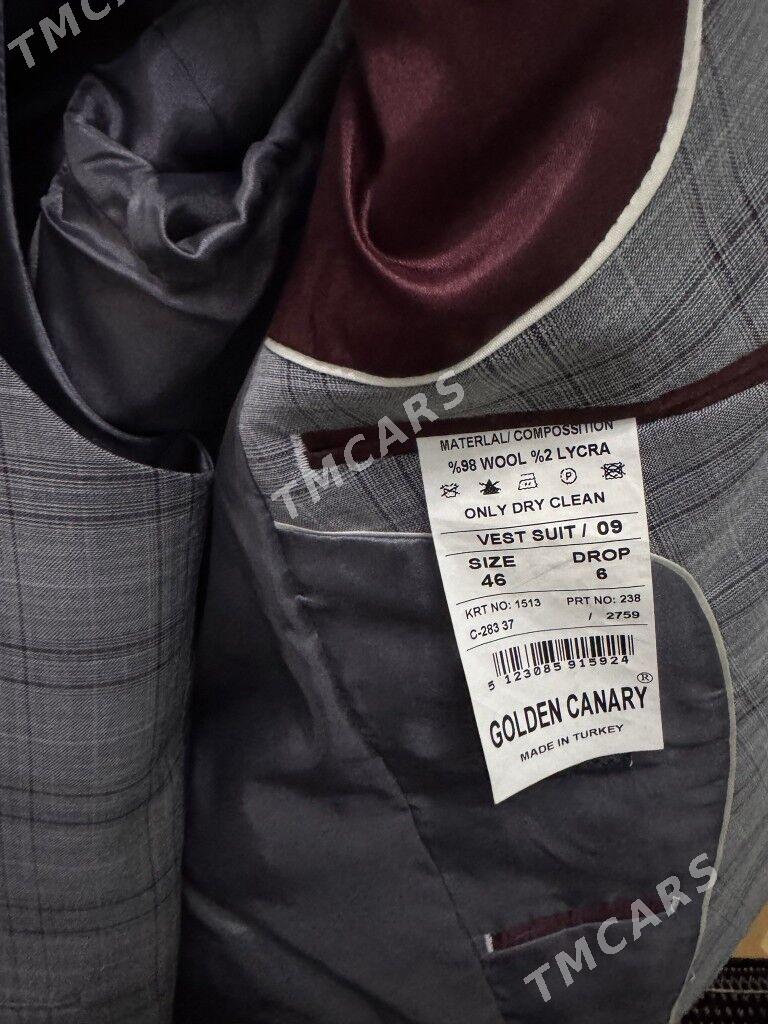 TMCARS
TMCARS
MATERLAL/ COMPOSSITION
%98 WOOL %2 LYCRA
P
ONLY DRY CLEAN
VEST SUIT / 09
SIZE DROP
46 6
KRT NO: 1513 PRT NO: 238
C-283 37 / 2759
5 123085 915924
GOLDEN CANARY ®
MADE IN TURKEY
TMCARS